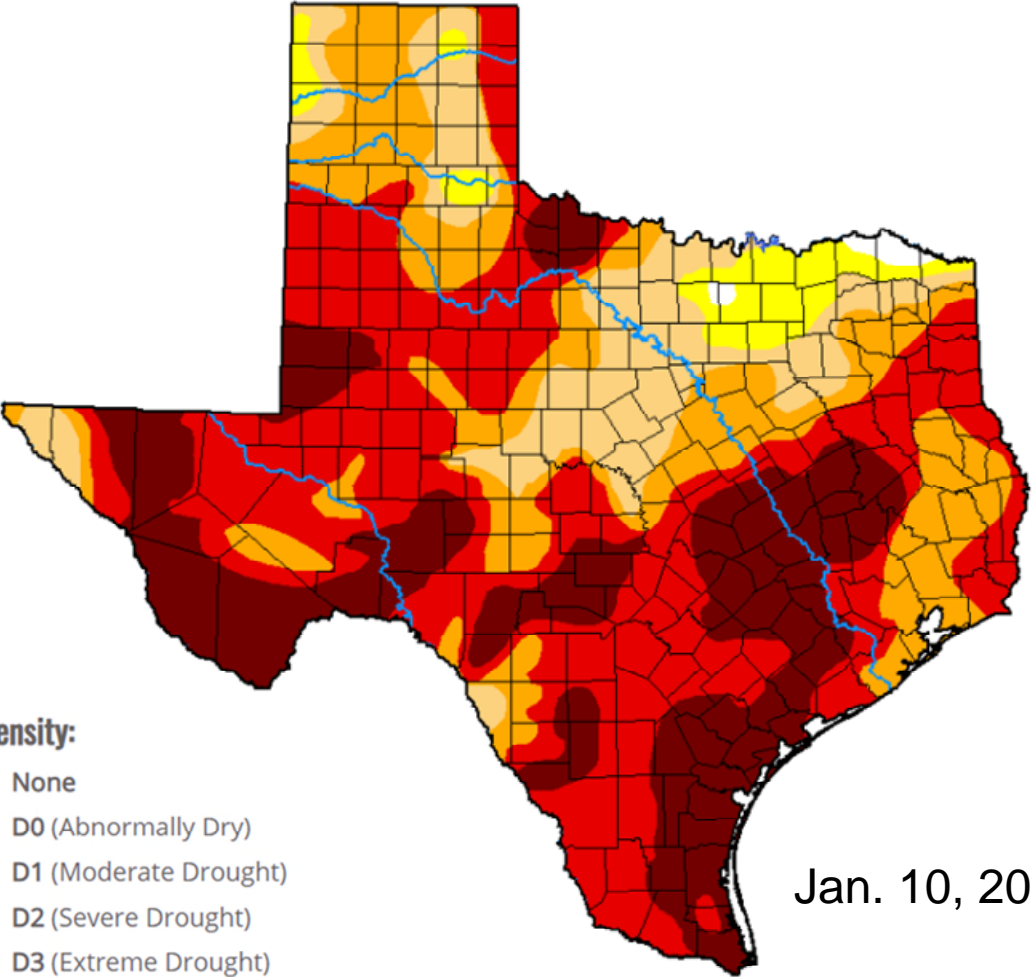 ensity:
None
D0 (Abnormally Dry)
D1 (Moderate Drought)
D2 (Severe Drought)
D3 (Extreme Drought)
Jan. 10, 20